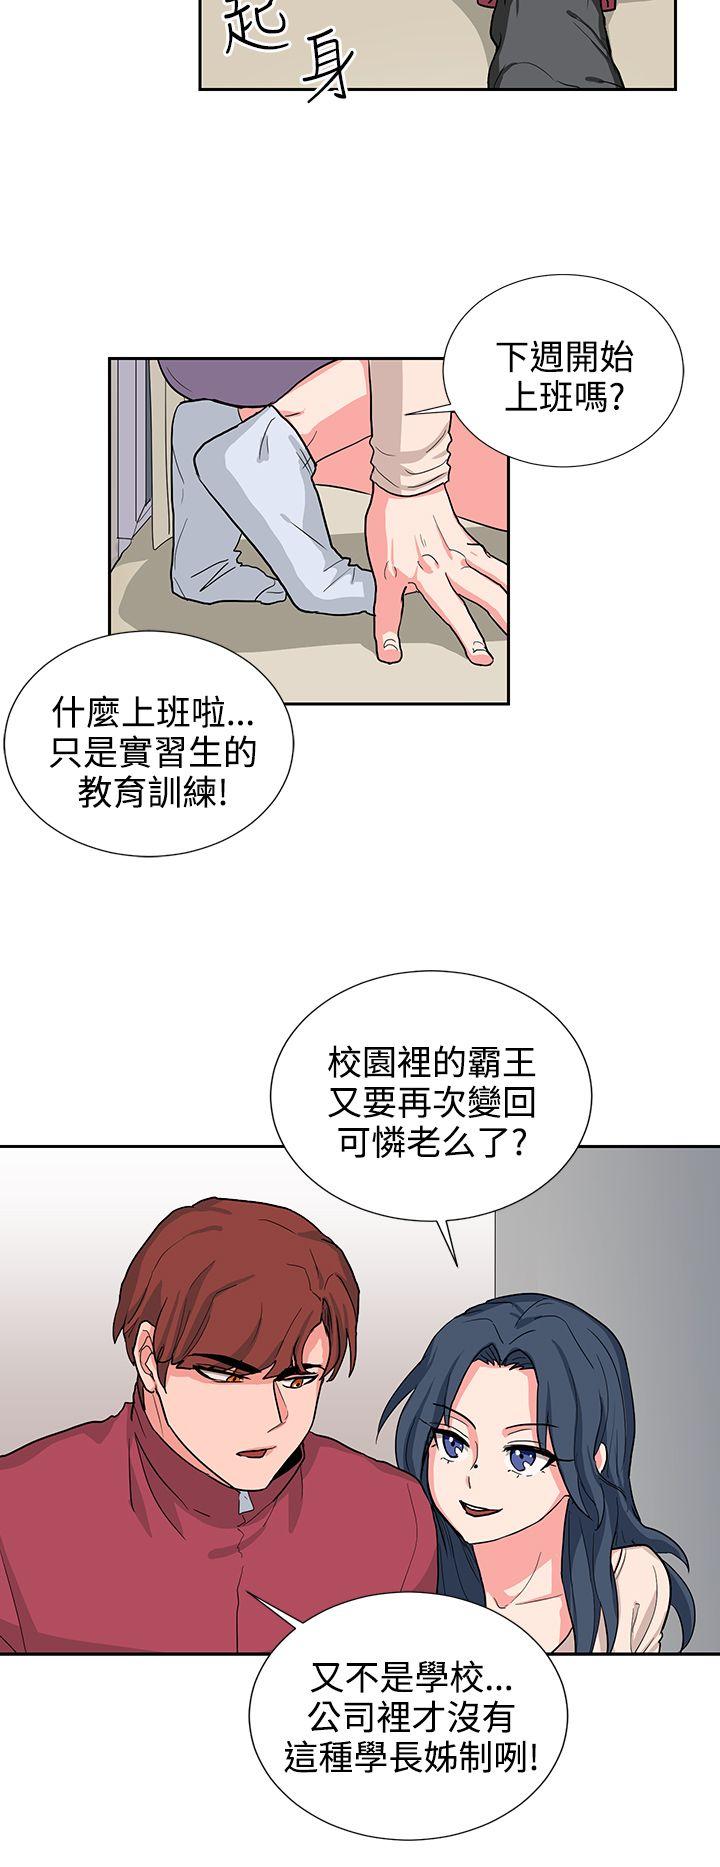 起身
下週開始
上班嗎?
什麼上班啦...
只是實習生的
教育訓練!
校園裡的霸王
又要再次變回
可憐老么了?
又不是學校...
公司裡才沒有
這種學長姊制咧!